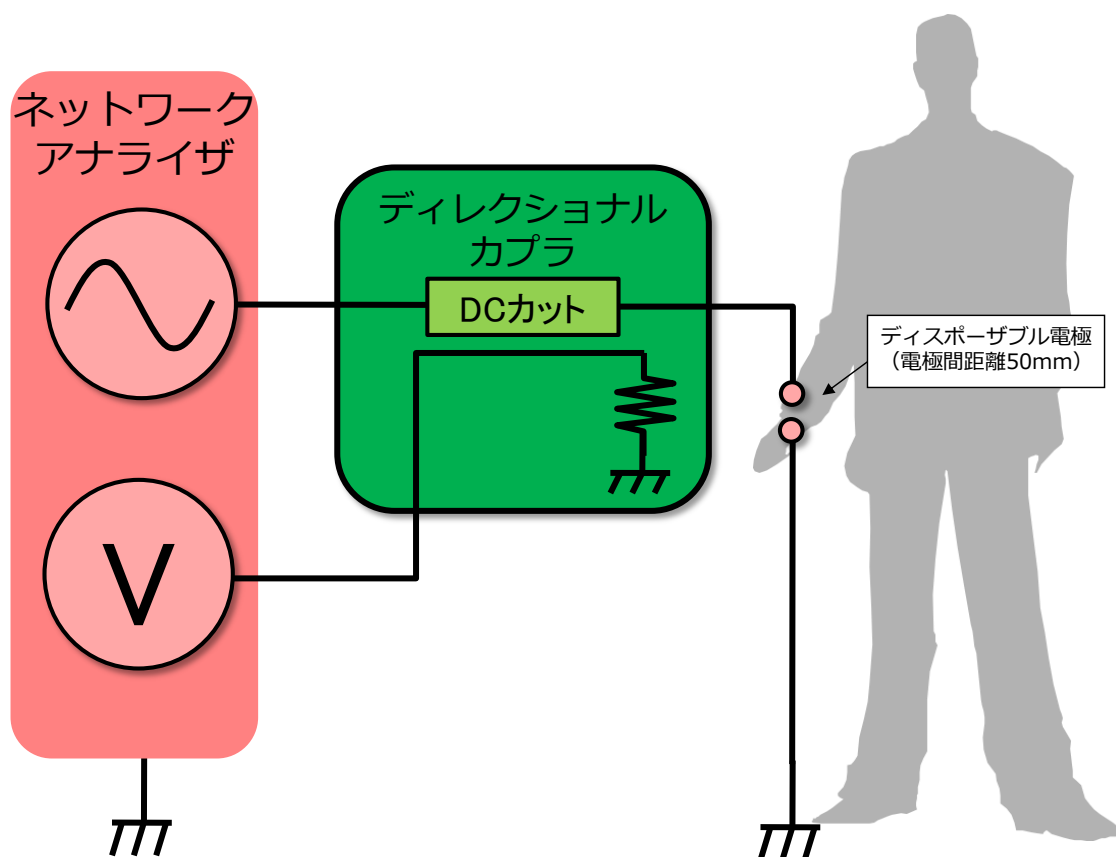 ネットワーク
アナライザ
ディレクショナル
カプラ
DCカット
ディスポーザブル電極
（電極間距離50mm）
V